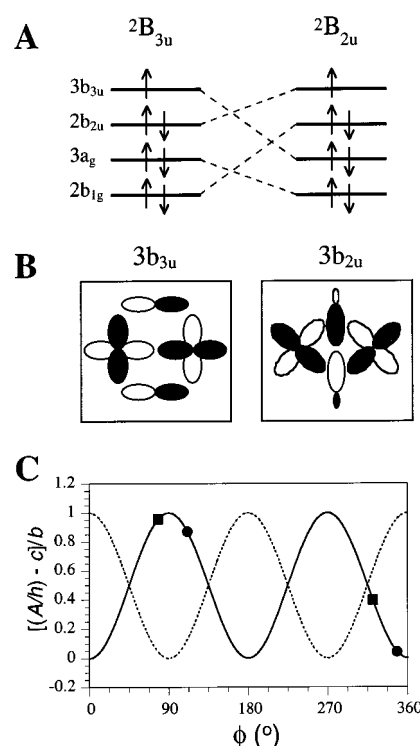 A
²B₃ᵤ ²B₂ᵤ
3b₃ᵤ
2b₂ᵤ
3a_g
2b₁g
B
3b₃ᵤ 3b₂ᵤ
C
[(A/h) - c]/b
1.2
1
0.8
0.6
0.4
0.2
0
-0.2
0 90 180 270 360
ϕ (°)